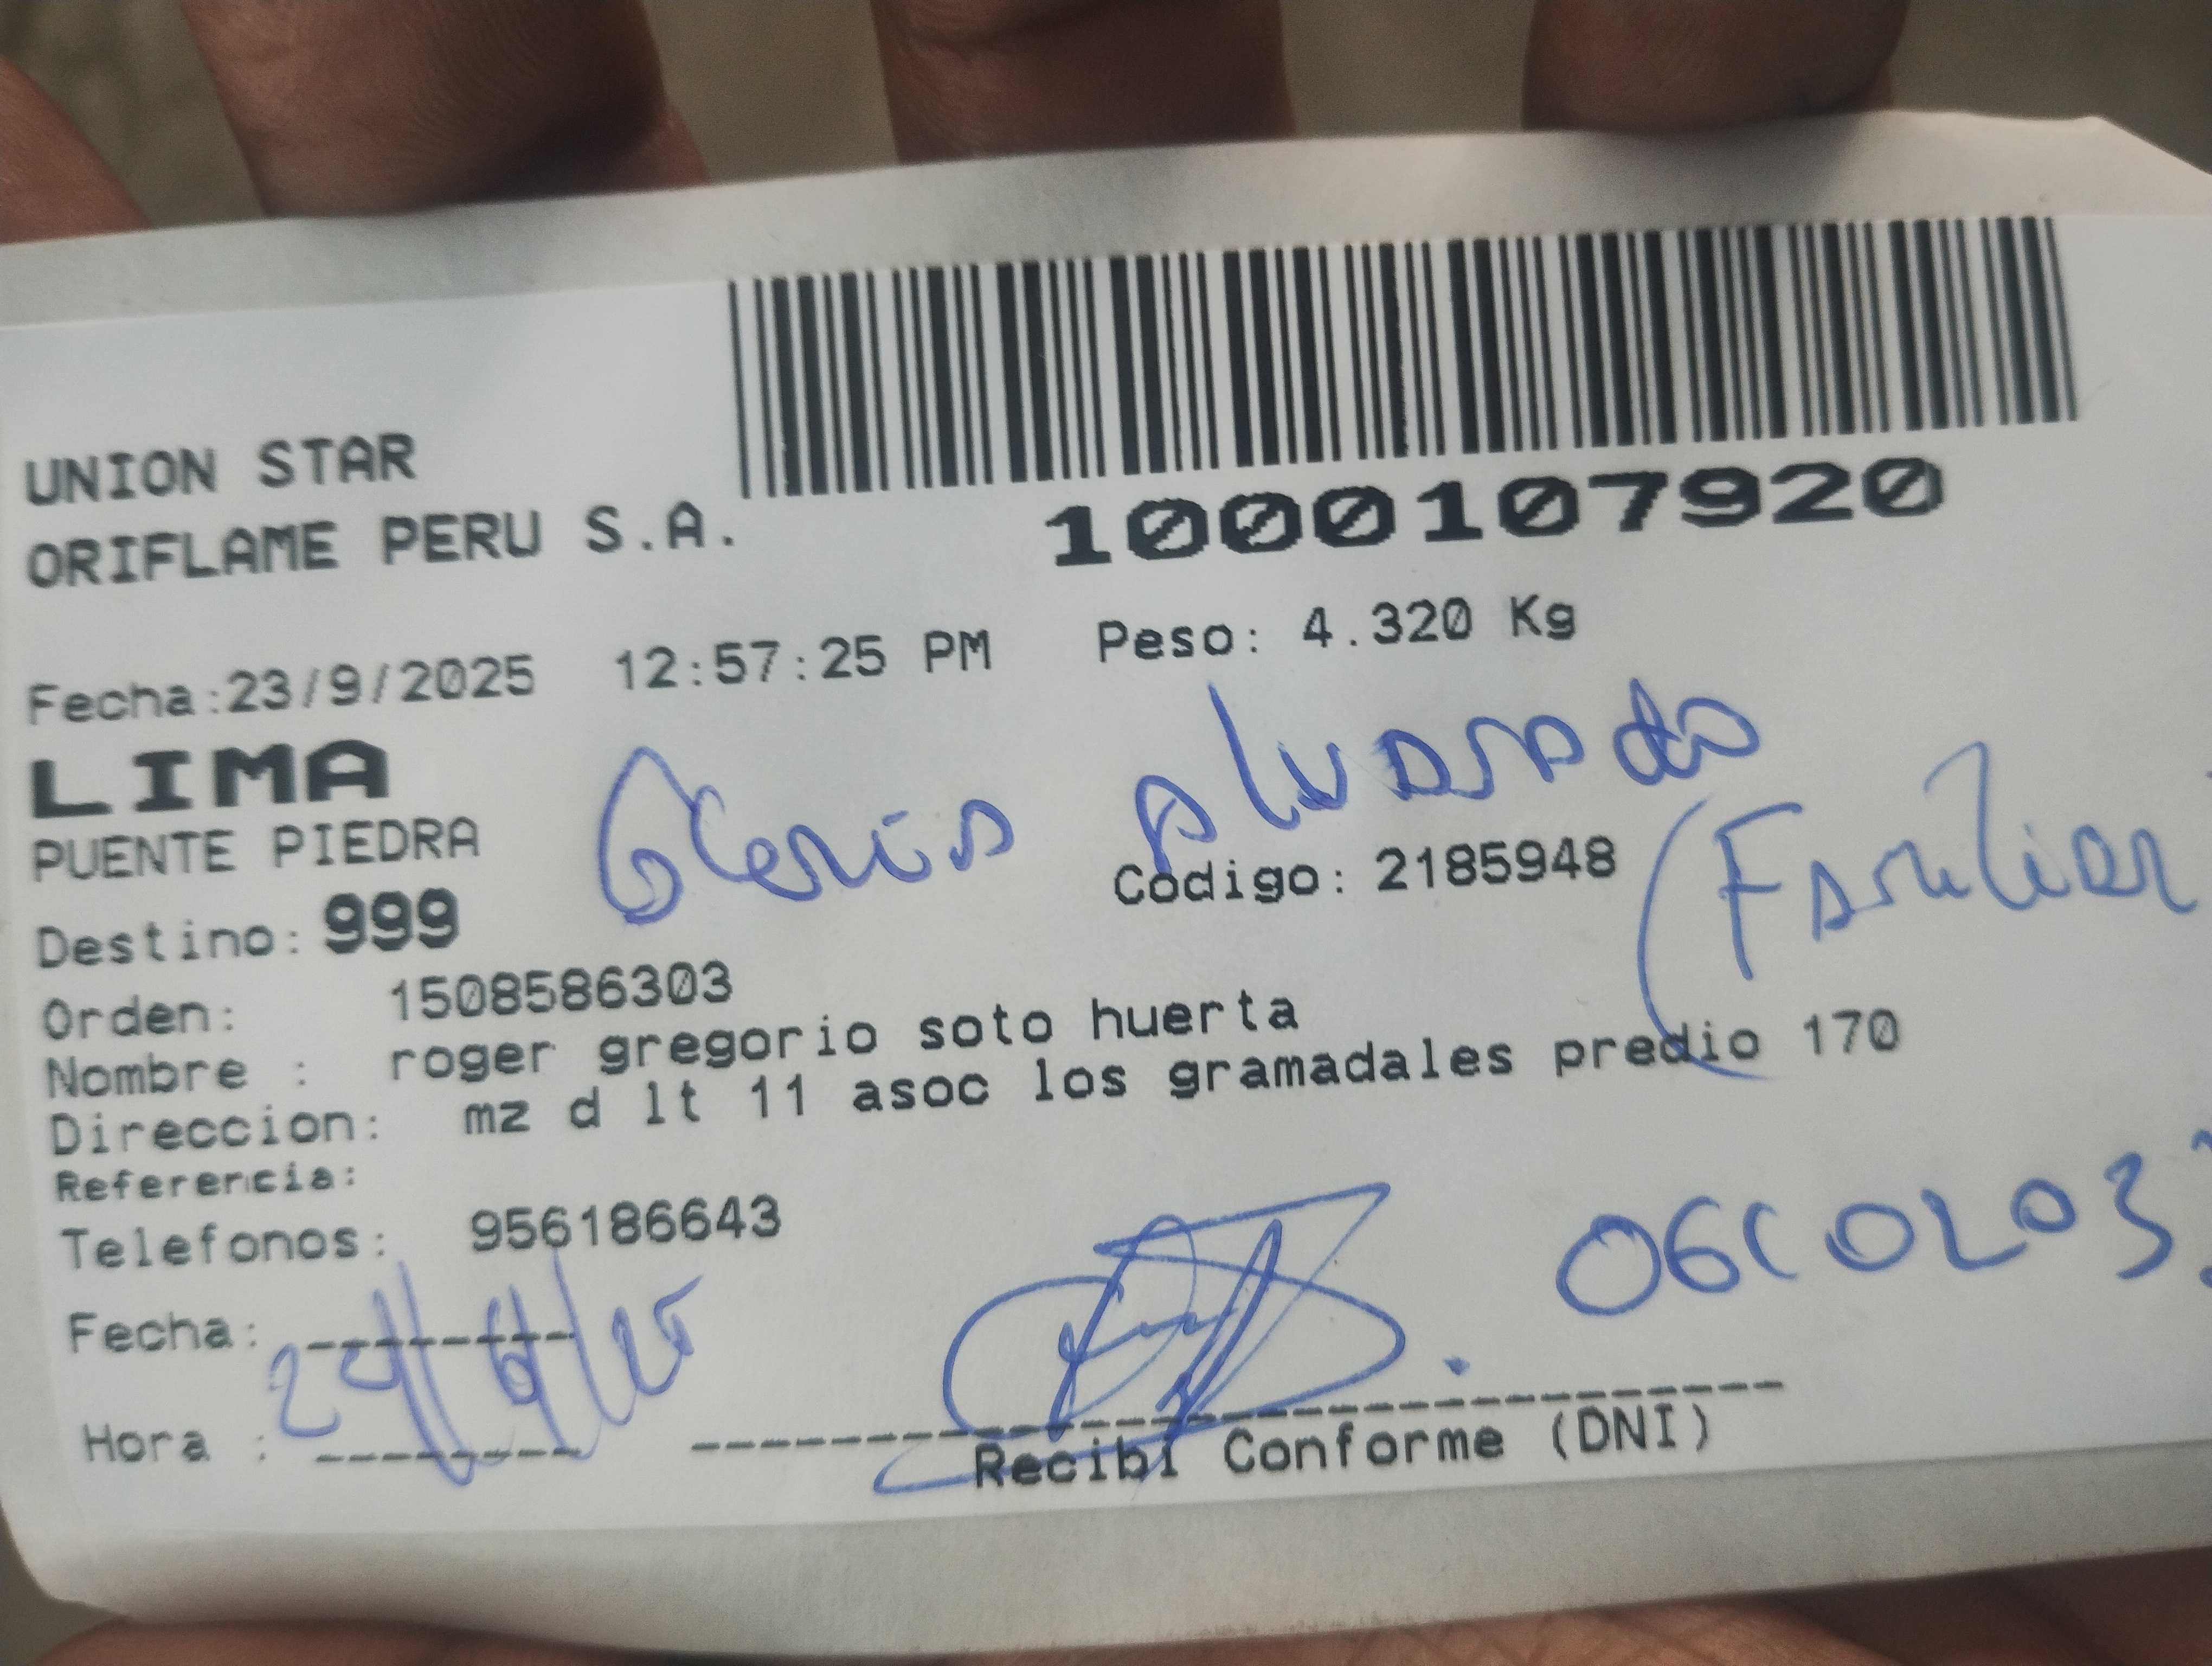 UNION STAR
ORIFLAME PERU S.A.
1000107920
Fecha:23/9/2025 12:57:25 PM Peso: 4.320 Kg
LIMA
Alvarado
PUENTE PIEDRA
Codigo: 2185948
(Familiar
Destino: 999
Orden: 1508586303
Nombre : roger gregorio soto huerta
Direccion: mz d lt 11 asoc los gramadales predio 170
Referencia:
Telefonos: 956186643
Fecha:
Hora :
Recibi Conforme (DNI)